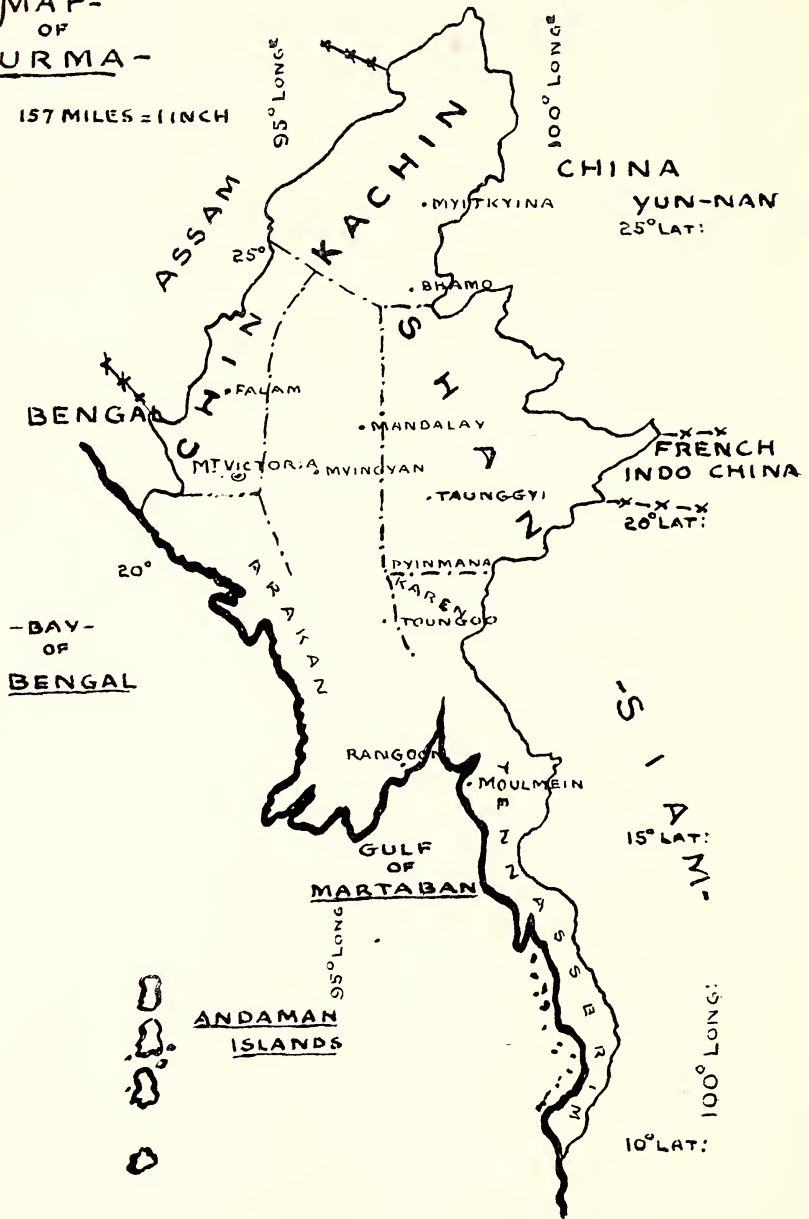 MAP-
OF
URMA-
157 MILES = 1 INCH
95° LONGE
100° LONGE
CHINA
YUN-NAN
25° LAT:
ASSAM
KACHIN
MYITKYINA
25°
BHAMO
SHAN
CHIN
FALAM
BENGAL
MANDALAY
FRENCH
INDO CHINA
MT VICTORIA
MYINGYAN
TAUNGGYI
20° LAT:
20°
PYINMANA
KAREN
ARAKAN
TOUNGOO
-BAY-
OF
BENGAL
-SIAM-
RANGOON
MOULMEIN
TENNASSERIM
15° LAT:
GULF
OF
MARTABAN
95° LONG
ANDAMAN
ISLANDS
100° LONG:
10° LAT: